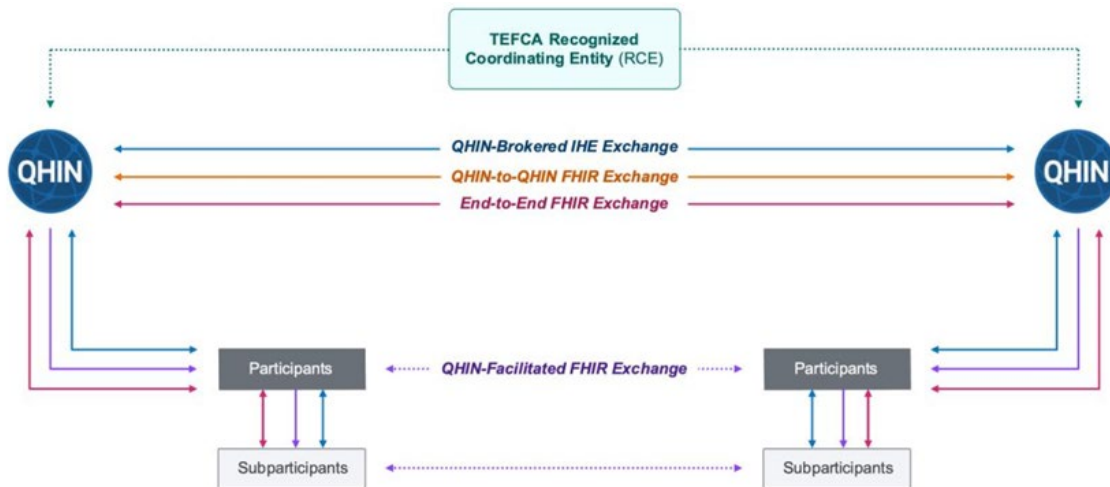 TEFCA Recognized
Coordinating Entity (RCE)
QHIN
QHIN
QHIN-Brokered IHE Exchange
QHIN-to-QHIN FHIR Exchange
End-to-End FHIR Exchange
Participants
QHIN-Facilitated FHIR Exchange
Participants
Subparticipants
Subparticipants